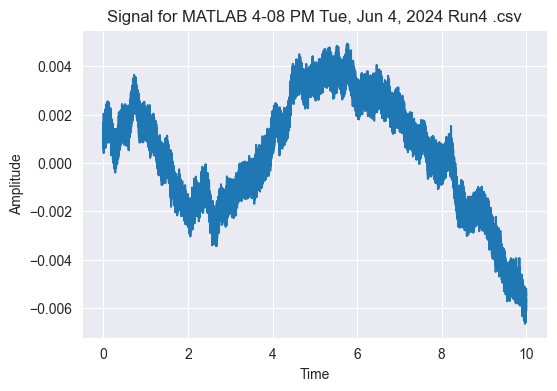 Signal for MATLAB 4-08 PM Tue, Jun 4, 2024 Run4 .csv
0.004
0.002
0.000
−0.002
−0.004
−0.006
Amplitude
0 2 4 6 8 10
Time